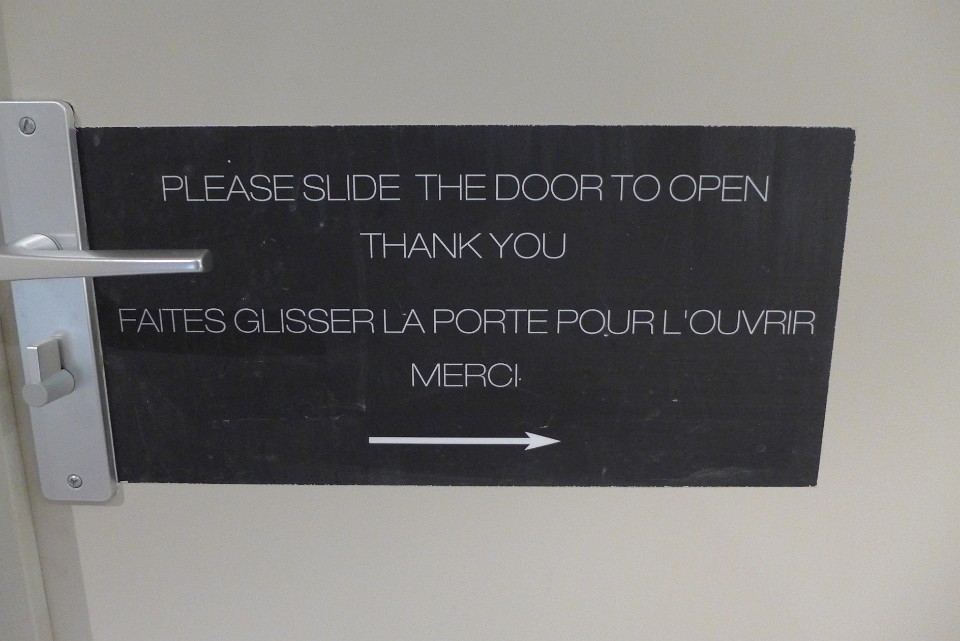 PLEASE SLIDE THE DOOR TO OPEN
THANK YOU
FAITES GLISSER LA PORTE POUR L'OUVRIR
MERCI